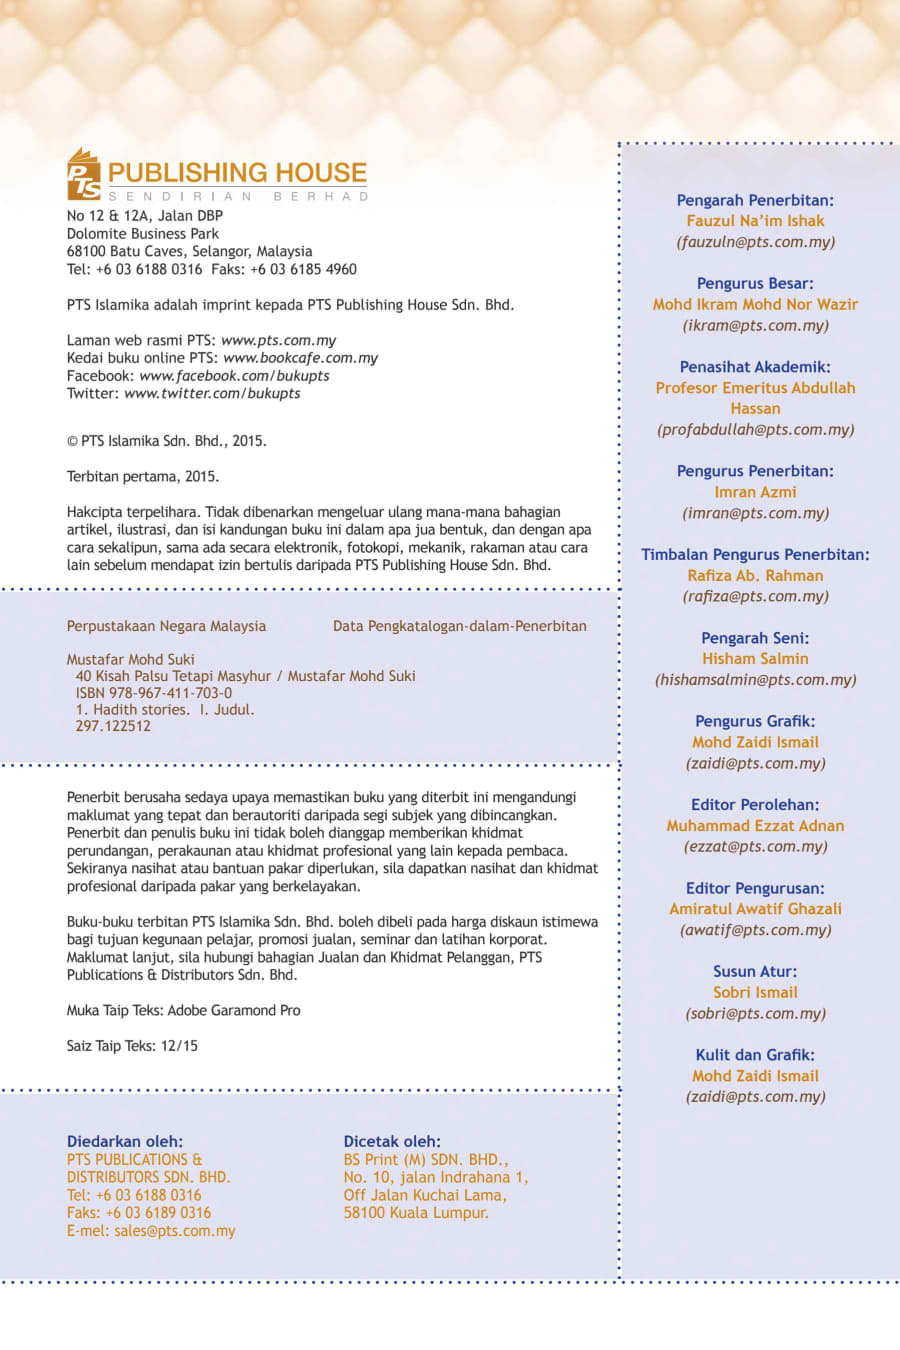 PTS PUBLISHING HOUSE
SENDIRIAN BERHAD
No 12 & 12A, Jalan DBP
Dolomite Business Park
68100 Batu Caves, Selangor, Malaysia
Tel: +6 03 6188 0316  Faks: +6 03 6185 4960
PTS Islamika adalah imprint kepada PTS Publishing House Sdn. Bhd.
Laman web rasmi PTS: www.pts.com.my
Kedai buku online PTS: www.bookcafe.com.my
Facebook: www.facebook.com/bukupts
Twitter: www.twitter.com/bukupts
© PTS Islamika Sdn. Bhd., 2015.
Terbitan pertama, 2015.
Hakcipta terpelihara. Tidak dibenarkan mengeluar ulang mana-mana bahagian
artikel, ilustrasi, dan isi kandungan buku ini dalam apa jua bentuk, dan dengan apa
cara sekalipun, sama ada secara elektronik, fotokopi, mekanik, rakaman atau cara
lain sebelum mendapat izin bertulis daripada PTS Publishing House Sdn. Bhd.
Perpustakaan Negara Malaysia Data Pengkatalogan-dalam-Penerbitan
Mustafar Mohd Suki
40 Kisah Palsu Tetapi Masyhur / Mustafar Mohd Suki
ISBN 978-967-411-703-0
1. Hadith stories.  I. Judul.
297.122512
Penerbit berusaha sedaya upaya memastikan buku yang diterbit ini mengandungi
maklumat yang tepat dan berautoriti daripada segi subjek yang dibincangkan.
Penerbit dan penulis buku ini tidak boleh dianggap memberikan khidmat
perundangan, perakaunan atau khidmat profesional yang lain kepada pembaca.
Sekiranya nasihat atau bantuan pakar diperlukan, sila dapatkan nasihat dan khidmat
profesional daripada pakar yang berkelayakan.
Buku-buku terbitan PTS Islamika Sdn. Bhd. boleh dibeli pada harga diskaun istimewa
bagi tujuan kegunaan pelajar, promosi jualan, seminar dan latihan korporat.
Maklumat lanjut, sila hubungi bahagian Jualan dan Khidmat Pelanggan, PTS
Publications & Distributors Sdn. Bhd.
Muka Taip Teks: Adobe Garamond Pro
Saiz Taip Teks: 12/15
Diedarkan oleh:
PTS PUBLICATIONS &
DISTRIBUTORS SDN. BHD.
Tel: +6 03 6188 0316
Faks: +6 03 6189 0316
E-mel: sales@pts.com.my
Dicetak oleh:
BS Print (M) SDN. BHD.,
No. 10, jalan Indrahana 1,
Off Jalan Kuchai Lama,
58100 Kuala Lumpur.
Pengarah Penerbitan:
Fauzul Na’im Ishak
(fauzuln@pts.com.my)
Pengurus Besar:
Mohd Ikram Mohd Nor Wazir
(ikram@pts.com.my)
Penasihat Akademik:
Profesor Emeritus Abdullah
Hassan
(profabdullah@pts.com.my)
Pengurus Penerbitan:
Imran Azmi
(imran@pts.com.my)
Timbalan Pengurus Penerbitan:
Rafiza Ab. Rahman
(rafiza@pts.com.my)
Pengarah Seni:
Hisham Salmin
(hishamsalmin@pts.com.my)
Pengurus Grafik:
Mohd Zaidi Ismail
(zaidi@pts.com.my)
Editor Perolehan:
Muhammad Ezzat Adnan
(ezzat@pts.com.my)
Editor Pengurusan:
Amiratul Awatif Ghazali
(awatif@pts.com.my)
Susun Atur:
Sobri Ismail
(sobri@pts.com.my)
Kulit dan Grafik:
Mohd Zaidi Ismail
(zaidi@pts.com.my)